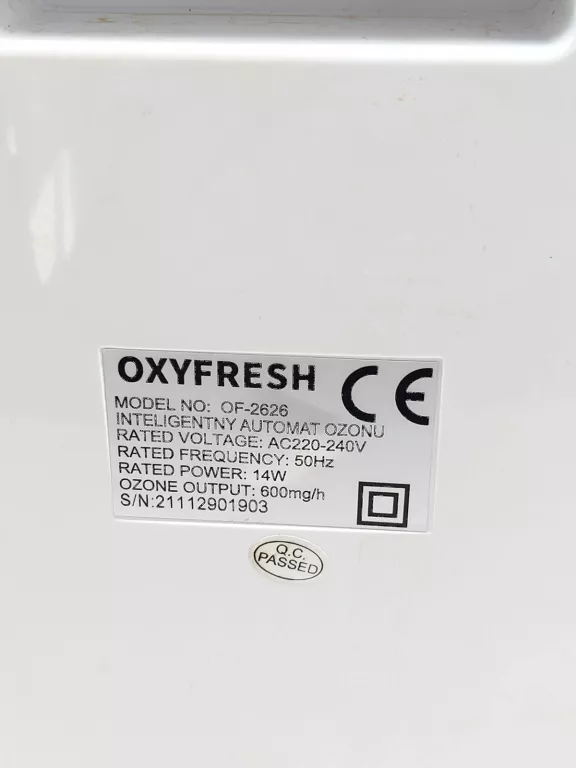 OXYFRESH
CE
MODEL NO: OF-2626
INTELIGENTNY AUTOMAT OZONU
RATED VOLTAGE: AC220-240V
RATED FREQUENCY: 50Hz
RATED POWER: 14W
OZONE OUTPUT: 600mg/h
S/N:21112901903
Q.C.
PASSED